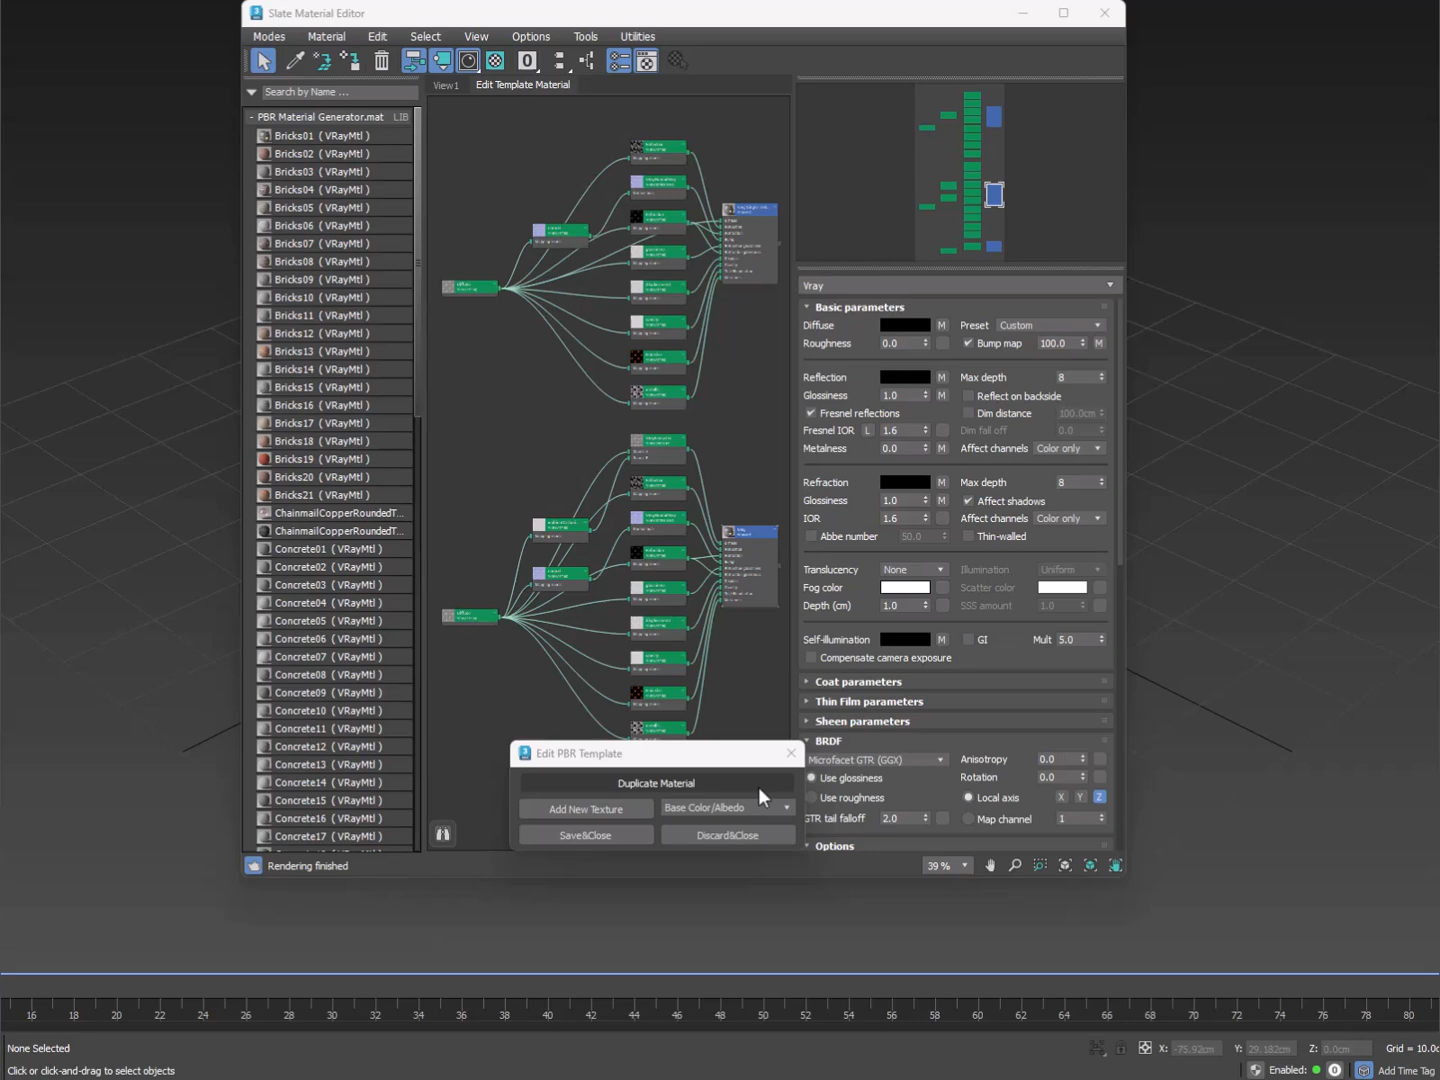 Slate Material Editor
Modes Material Edit Select View Options Tools Utilities
0
Search by Name ...
View1 Edit Template Material
- PBR Material Generator.mat LIB
Bricks01 ( VRayMtl )
Bricks02 ( VRayMtl )
Bricks03 ( VRayMtl )
Bricks04 ( VRayMtl )
Bricks05 ( VRayMtl )
Bricks06 ( VRayMtl )
Bricks07 ( VRayMtl )
Bricks08 ( VRayMtl )
Bricks09 ( VRayMtl )
Bricks10 ( VRayMtl )
Bricks11 ( VRayMtl )
Bricks12 ( VRayMtl )
Bricks13 ( VRayMtl )
Bricks14 ( VRayMtl )
Bricks15 ( VRayMtl )
Bricks16 ( VRayMtl )
Bricks17 ( VRayMtl )
Bricks18 ( VRayMtl )
Bricks19 ( VRayMtl )
Bricks20 ( VRayMtl )
Bricks21 ( VRayMtl )
ChainmailCopperRoundedT...
ChainmailCopperRoundedT...
Concrete01 ( VRayMtl )
Concrete02 ( VRayMtl )
Concrete03 ( VRayMtl )
Concrete04 ( VRayMtl )
Concrete05 ( VRayMtl )
Concrete06 ( VRayMtl )
Concrete07 ( VRayMtl )
Concrete08 ( VRayMtl )
Concrete09 ( VRayMtl )
Concrete10 ( VRayMtl )
Concrete11 ( VRayMtl )
Concrete12 ( VRayMtl )
Concrete13 ( VRayMtl )
Concrete14 ( VRayMtl )
Concrete15 ( VRayMtl )
Concrete16 ( VRayMtl )
Concrete17 ( VRayMtl )
Vray
Basic parameters
Diffuse M Preset Custom
Roughness 0.0 Bump map 100.0 M
Reflection M Max depth 8
Glossiness 1.0 M Reflect on backside
Fresnel reflections Dim distance 100.0cm
Fresnel IOR L 1.6 Dim fall off 0.0
Metalness 0.0 M Affect channels Color only
Refraction M Max depth 8
Glossiness 1.0 M Affect shadows
IOR 1.6 Affect channels Color only
Abbe number 50.0 Thin-walled
Translucency None Illumination Uniform
Fog color Scatter color
Depth (cm) 1.0 SSS amount 1.0
Self-illumination M GI Mult 5.0
Compensate camera exposure
Coat parameters
Thin Film parameters
Sheen parameters
BRDF
Microfacet GTR (GGX) Anisotropy 0.0
Use glossiness Rotation 0.0
Use roughness Local axis X Y Z
GTR tail falloff 2.0 Map channel 1
Options
Edit PBR Template
Duplicate Material
Add New Texture Base Color/Albedo
Save&Close Discard&Close
Rendering finished 39 %
16 18 20 22 24 26 28 30 32 34 36 38 40 42 44 46 48 50 52 54 56 58 60 62 64 66 68 70 72 74 76 78 80
None Selected X: -75.92cm Y: 29.182cm Z: 0.0cm Grid = 10.0c
Click or click-and-drag to select objects Enabled: 0 Add Time Tag